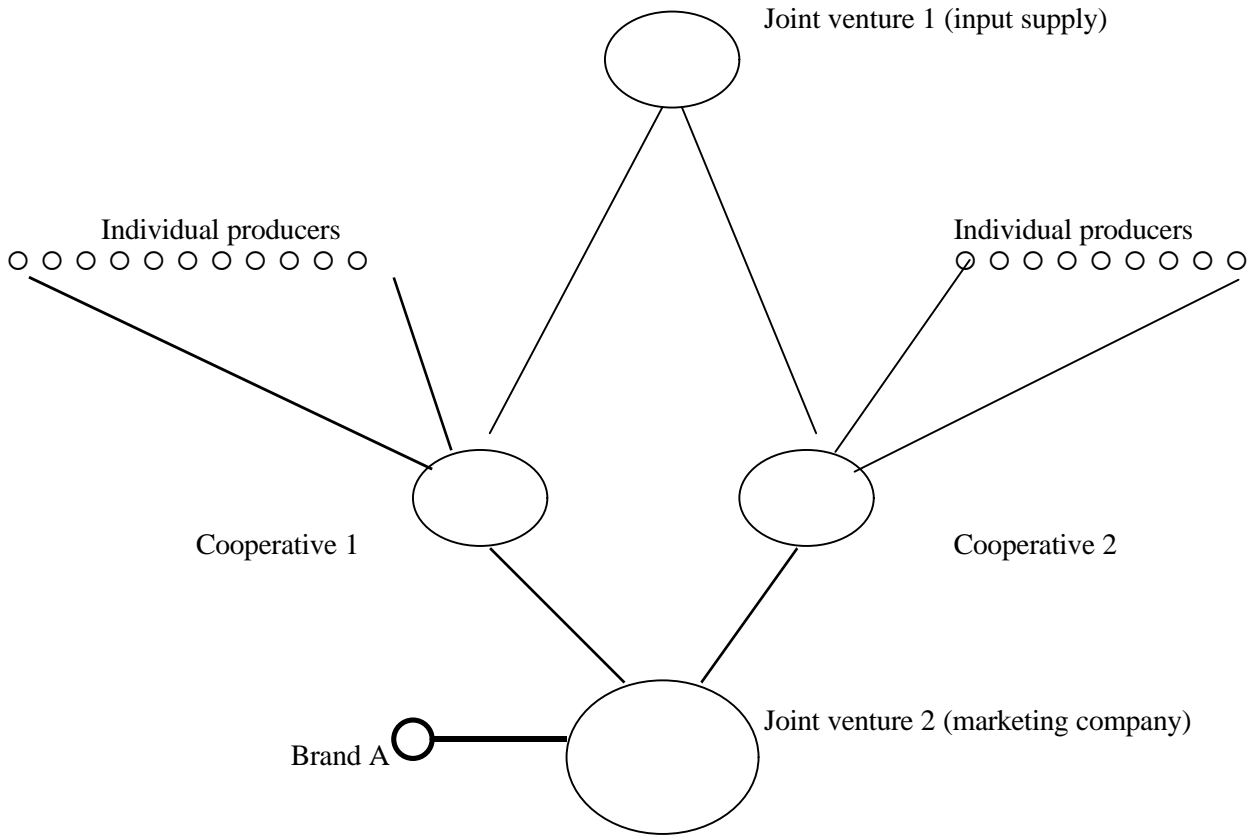 Joint venture 1 (input supply)
Individual producers
Individual producers
Cooperative 1
Cooperative 2
Joint venture 2 (marketing company)
Brand A